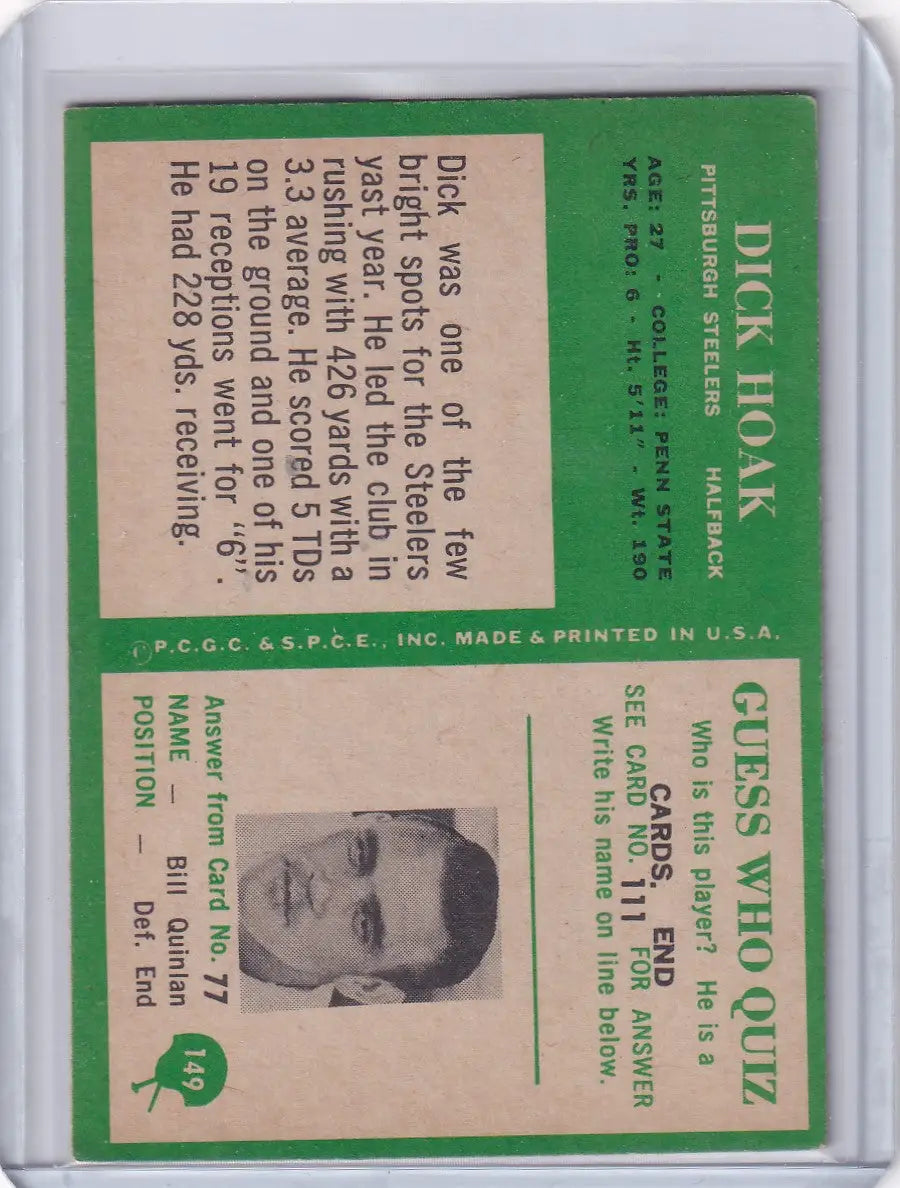 DICK HOAK
PITTSBURGH STEELERS HALFBACK
AGE: 27 - COLLEGE: PENN STATE
YRS. PRO: 6 - Ht. 5'11" - Wt. 190
Dick was one of the few
bright spots for the Steelers
yast year. He led the club in
rushing with 426 yards with a
3.3 average. He scored 5 TDs
on the ground and one of his
19 receptions went for "6".
He had 228 yds. receiving.
©P.C.G.C. & S.P.C.E., INC. MADE & PRINTED IN U.S.A.
GUESS WHO QUIZ
Who is this player? He is a
CARDS. END
SEE CARD NO. 111 FOR ANSWER
Write his name on line below.
Answer from Card No. 77
NAME — Bill Quinlan
POSITION — Def. End
149